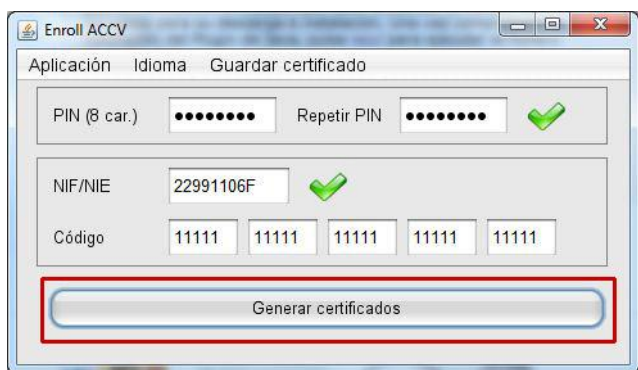 Enroll ACCV
Aplicación Idioma Guardar certificado
PIN (8 car.) •••••••• Repetir PIN ••••••••
NIF/NIE 22991106F
Código 11111 11111 11111 11111 11111
Generar certificados